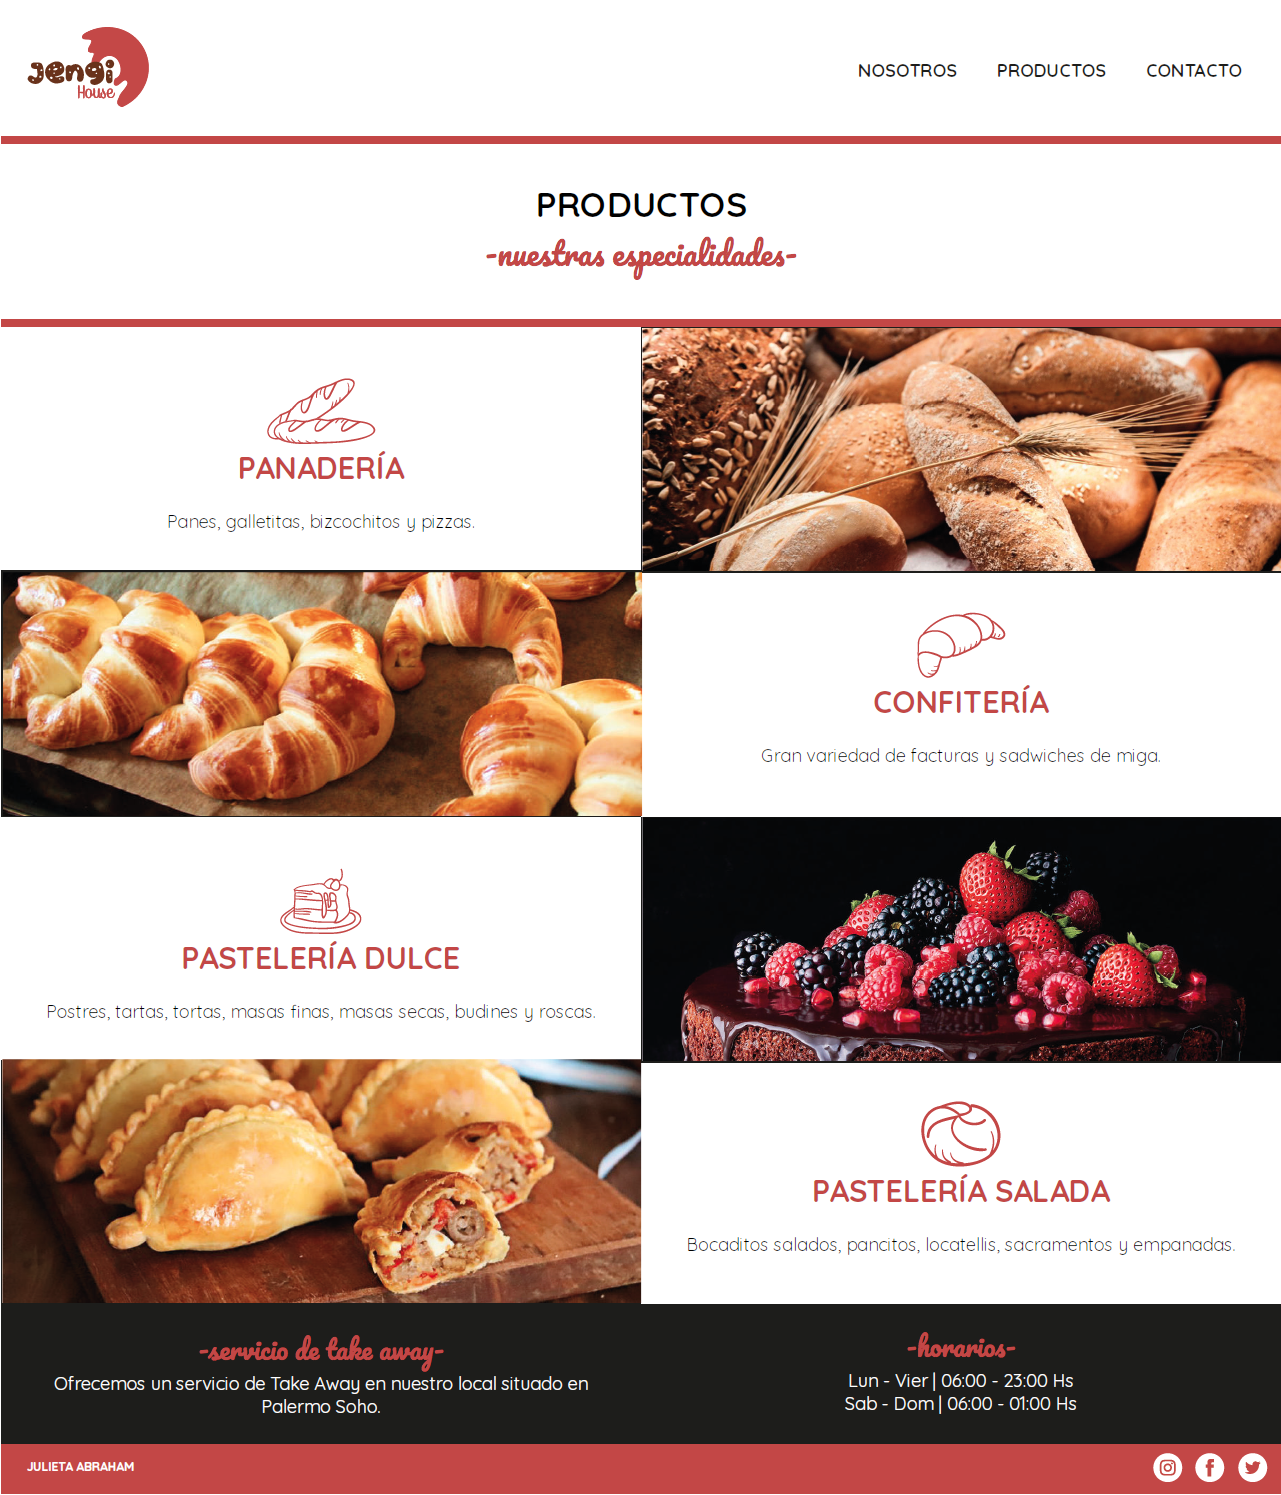 Jengi
House
NOSOTROS PRODUCTOS CONTACTO
PRODUCTOS
-nuestras especialidades-
PANADERÍA
Panes, galletitas, bizcochitos y pizzas.
CONFITERÍA
Gran variedad de facturas y sadwiches de miga.
PASTELERÍA DULCE
Postres, tartas, tortas, masas finas, masas secas, budines y roscas.
PASTELERÍA SALADA
Bocaditos salados, pancitos, locatellis, sacramentos y empanadas.
-servicio de take away-
Ofrecemos un servicio de Take Away en nuestro local situado en
Palermo Soho.
-horarios-
Lun - Vier | 06:00 - 23:00 Hs
Sab - Dom | 06:00 - 01:00 Hs
JULIETA ABRAHAM